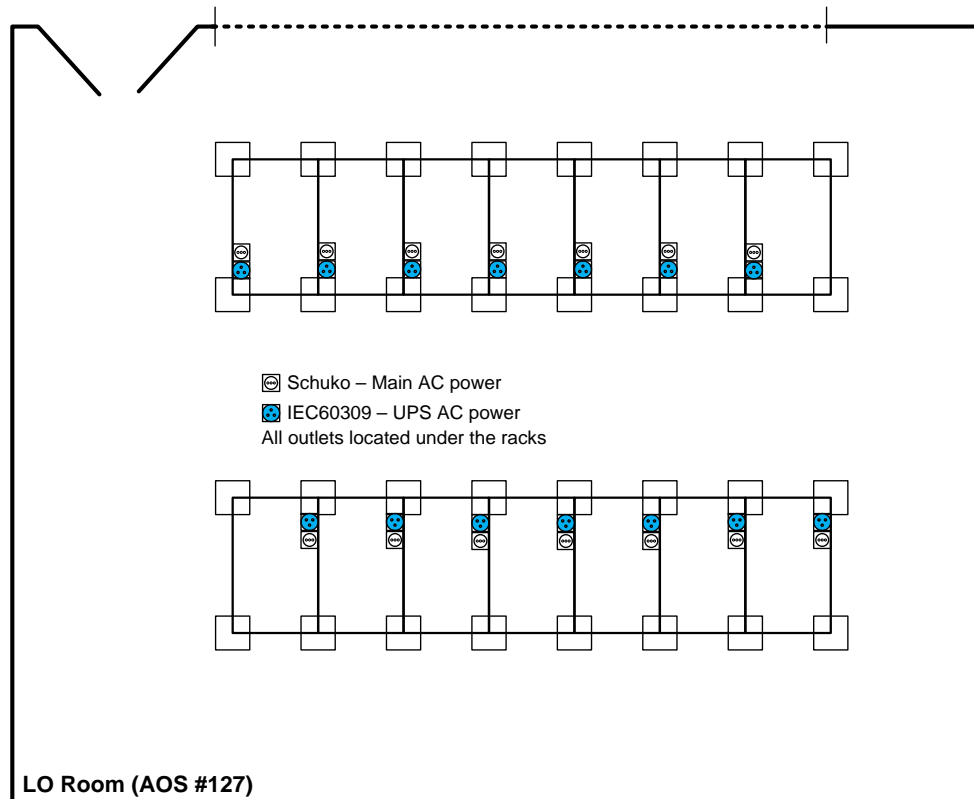 Schuko – Main AC power
IEC60309 – UPS AC power
All outlets located under the racks
LO Room (AOS #127)